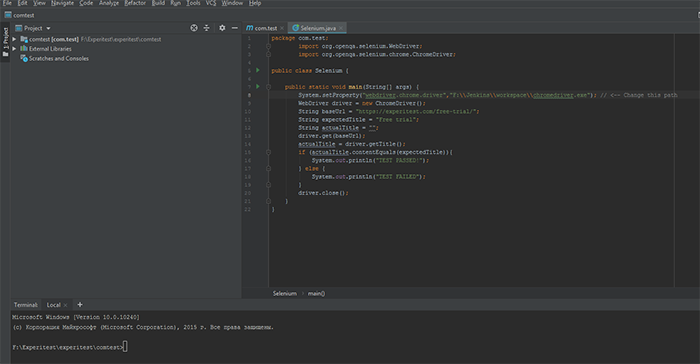 File Edit View Navigate Code Analyze Refactor Build Run Tools VCS Window Help
comtest
Project
com.test
Selenium.java
1: Project
comtest [com.test] F:\Experitest\experitest\comtest
External Libraries
Scratches and Consoles
1 package com.test;
2 import org.openqa.selenium.WebDriver;
3 import org.openqa.selenium.chrome.ChromeDriver;
4
5
6 public class Selenium {
7 public static void main(String[] args) {
8 System.setProperty("webdriver.chrome.driver","F:\\Jenkins\\workspace\\chromedriver.exe"); // <-- Change this path
9 WebDriver driver = new ChromeDriver();
10 String baseUrl = "https://experitest.com/free-trial/";
11 String expectedTitle = "Free trial";
12 String actualTitle = "";
13 driver.get(baseUrl);
14 actualTitle = driver.getTitle();
15 if (actualTitle.contentEquals(expectedTitle)){
16 System.out.println("TEST PASSED!");
17 } else {
18 System.out.println("TEST FAILED");
19 }
20 driver.close();
21 }
22 }
Selenium › main()
Terminal: Local +
Microsoft Windows [Version 10.0.10240]
(c) Корпорация Майкрософт (Microsoft Corporation), 2015 г. Все права защищены.
F:\Experitest\experitest\comtest>